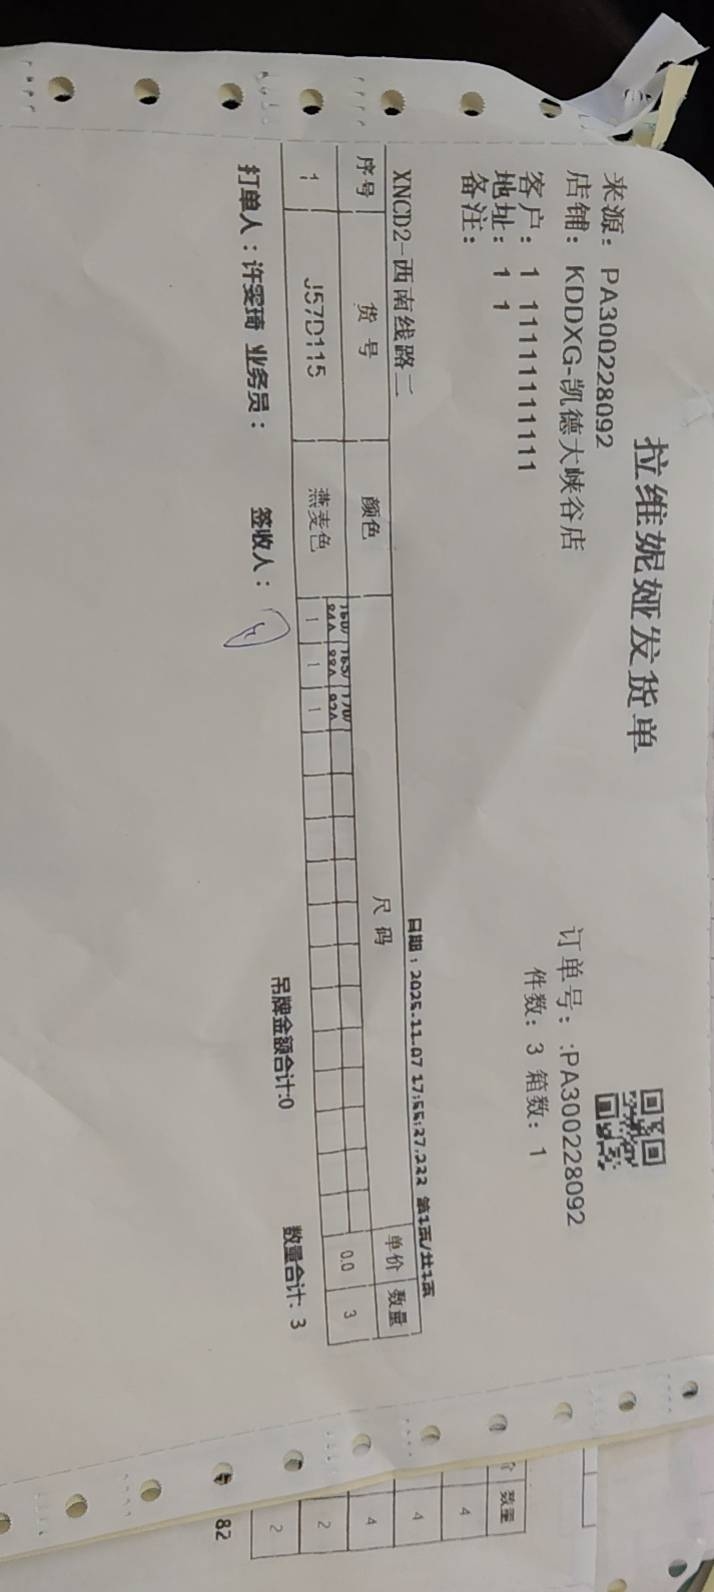 拉维妮娅发货单
来源: PA300228092
店铺: KDDXG-凯德大峡谷店
订单号: :PA300228092
客户: 1 11111111111
件数: 3 箱数: 1
地址: 1 1
备注:
日期: 2025.11.07 17:55:27.222 第1页/共1页
XNCD2-西南线路二
序号 货号 颜色 尺码 单价 数量
160/ 165/ 170/
84A 88A 92A
1 J57D115 燕麦色 1 1 1 0.0 3
打单人: 许雯琦 业务员: 签收人: 吊牌金额合计:0 数量合计: 3
数量
4
4
4
2
2
82